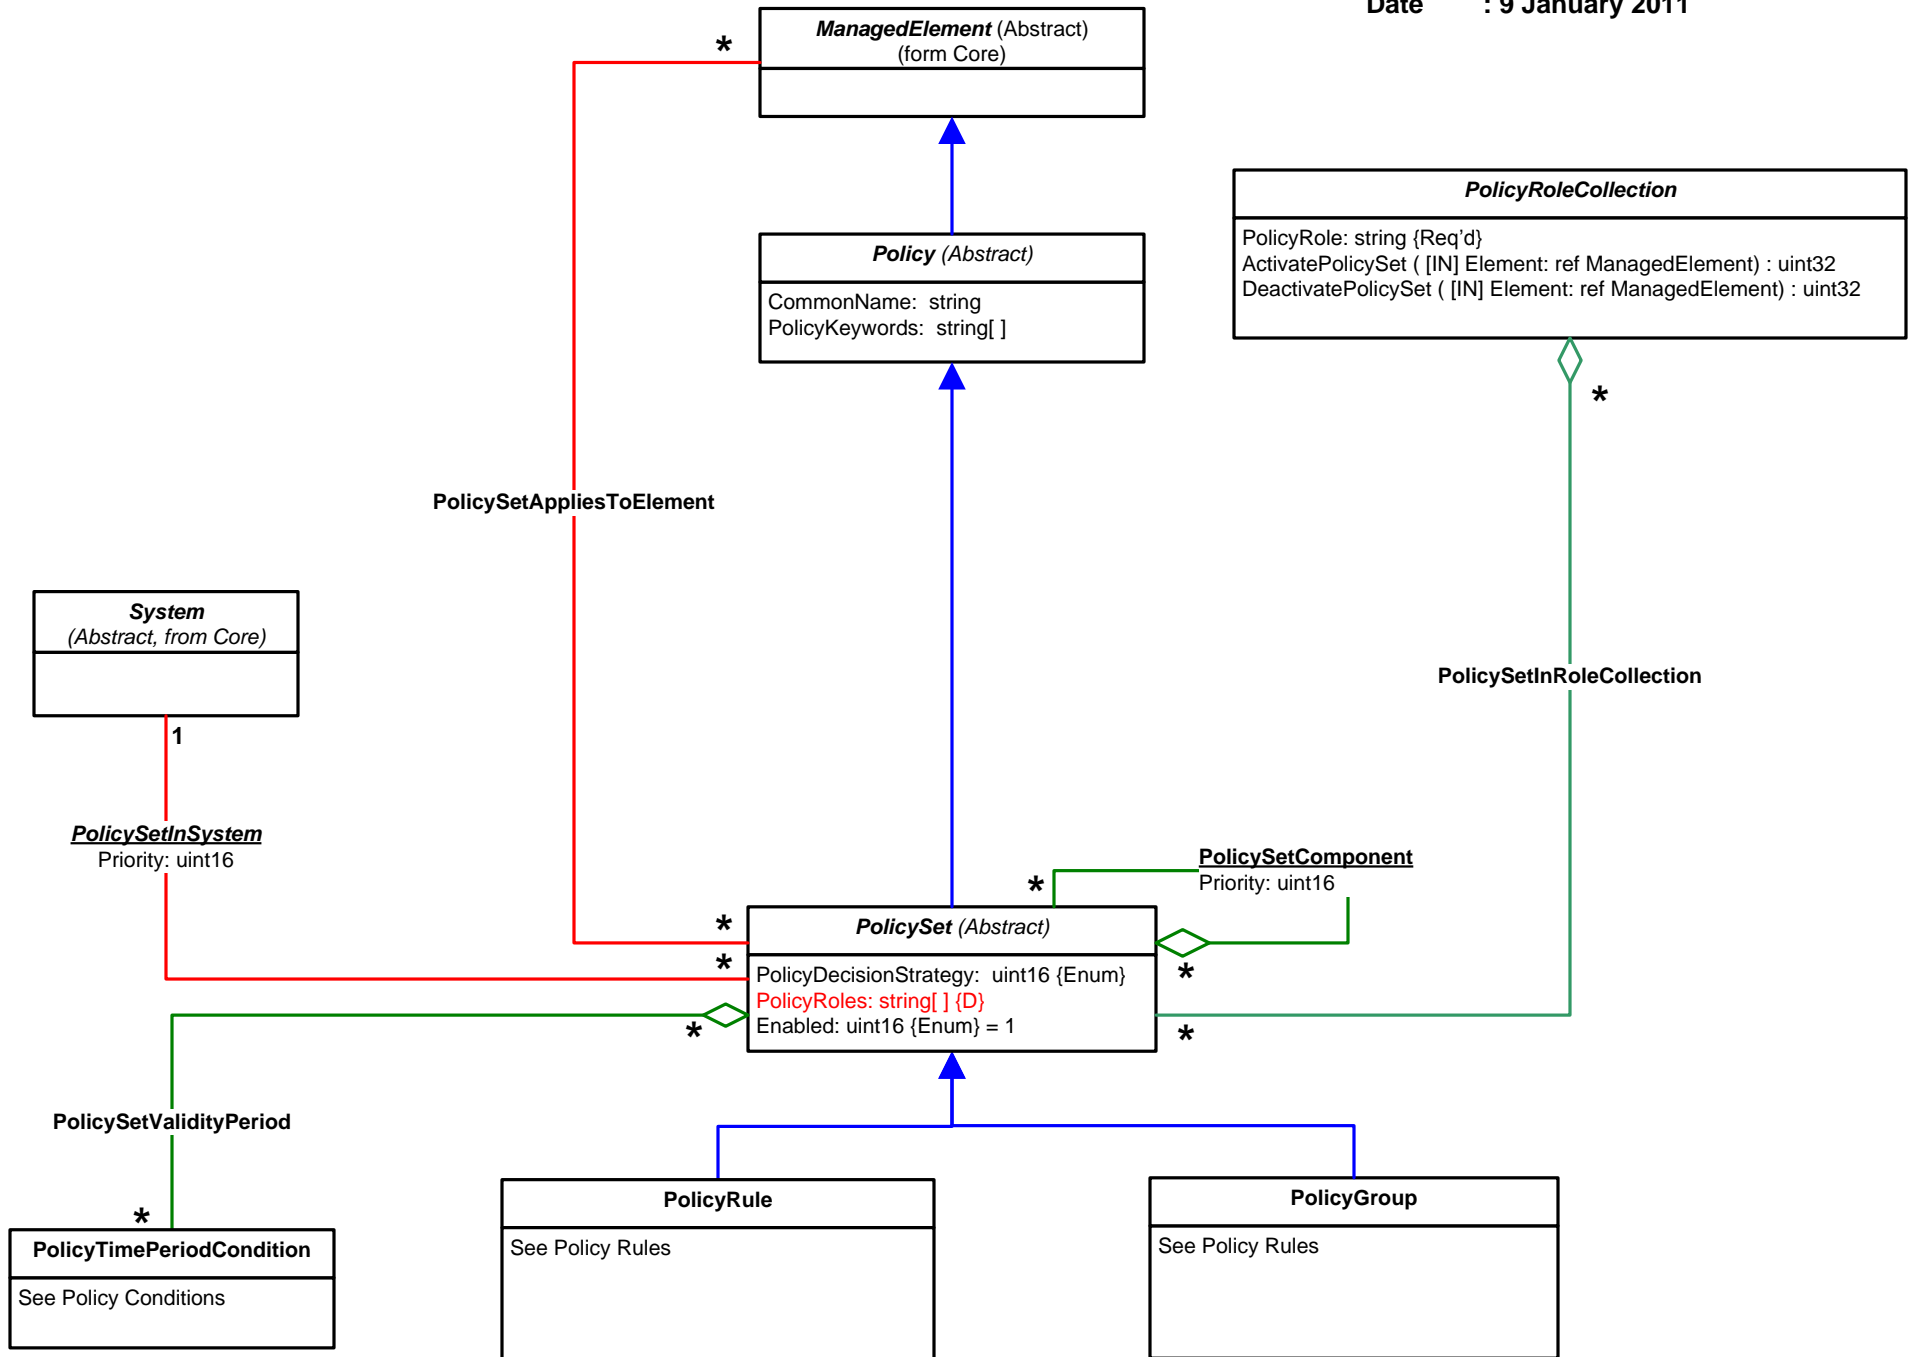 Date : 9 January 2011
ManagedElement (Abstract)
(form Core)
*
PolicyRoleCollection
PolicyRole: string {Req'd}
ActivatePolicySet ( [IN] Element: ref ManagedElement) : uint32
DeactivatePolicySet ( [IN] Element: ref ManagedElement) : uint32
*
Policy (Abstract)
CommonName: string
PolicyKeywords: string[ ]
PolicySetAppliesToElement
System
(Abstract, from Core)
1
PolicySetInRoleCollection
PolicySetInSystem
Priority: uint16
PolicySetComponent
Priority: uint16
*
*
*
PolicySet (Abstract)
PolicyDecisionStrategy: uint16 {Enum}
PolicyRoles: string[ ] {D}
Enabled: uint16 {Enum} = 1
*
*
*
PolicySetValidityPeriod
*
PolicyTimePeriodCondition
See Policy Conditions
PolicyRule
See Policy Rules
PolicyGroup
See Policy Rules